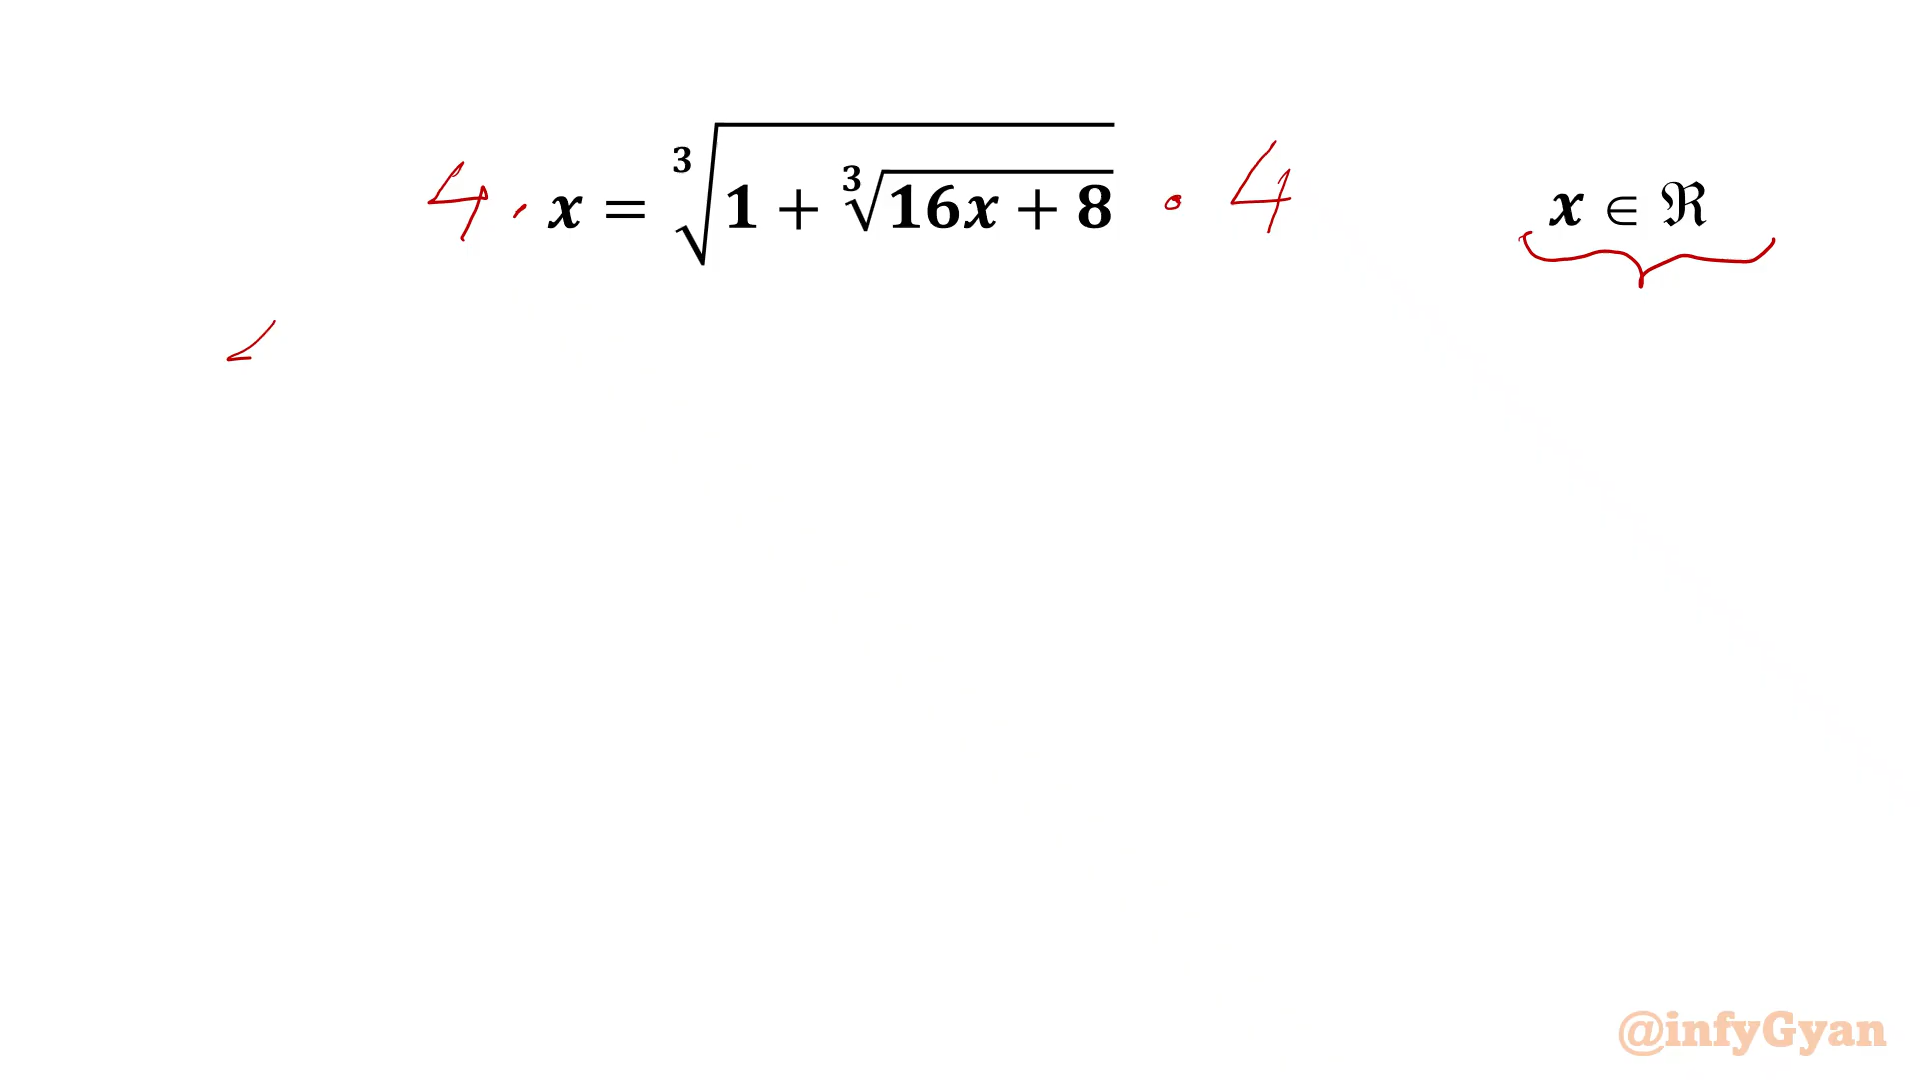 4 · x = ∛(1 + ∛(16x + 8)) · 4 x ∈ ℜ
@infyGyan